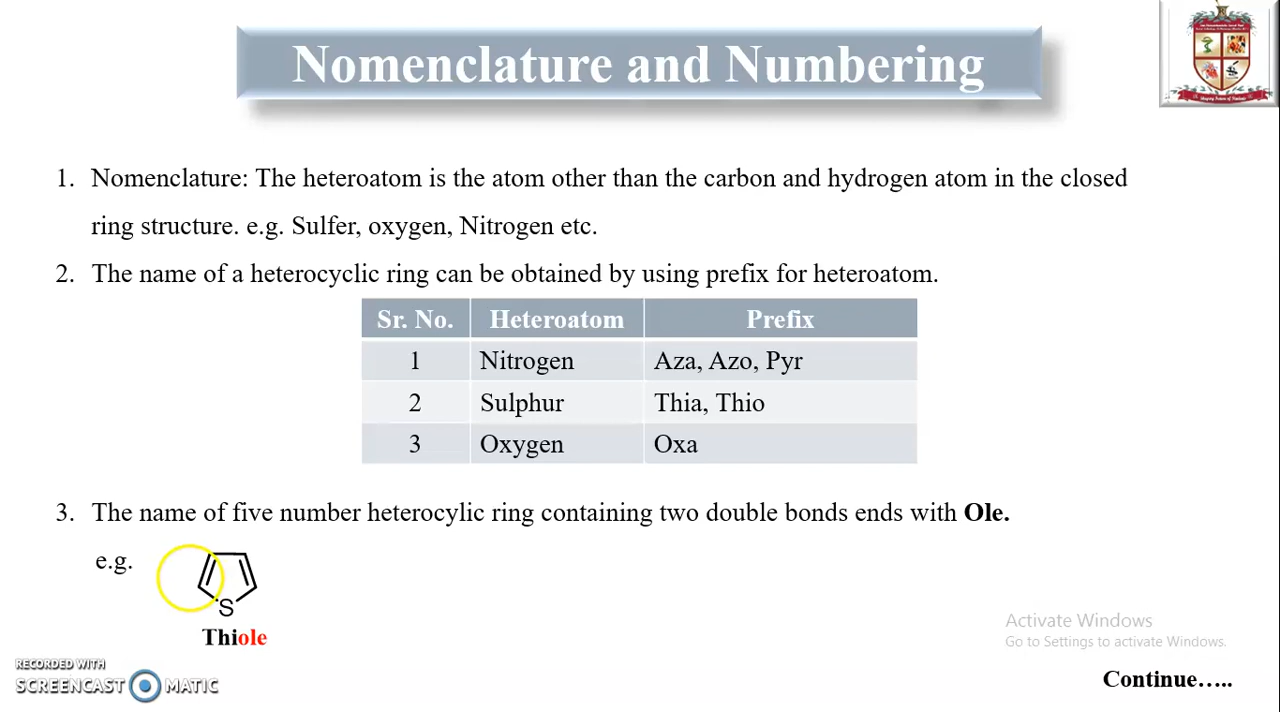 Nomenclature and Numbering
1. Nomenclature: The heteroatom is the atom other than the carbon and hydrogen atom in the closed
ring structure. e.g. Sulfer, oxygen, Nitrogen etc.
2. The name of a heterocyclic ring can be obtained by using prefix for heteroatom.
Sr. No. Heteroatom Prefix
1 Nitrogen Aza, Azo, Pyr
2 Sulphur Thia, Thio
3 Oxygen Oxa
3. The name of five number heterocylic ring containing two double bonds ends with Ole.
e.g.
S
Thiole
Activate Windows
Go to Settings to activate Windows.
RECORDED WITH
SCREENCAST MATIC
Continue…..